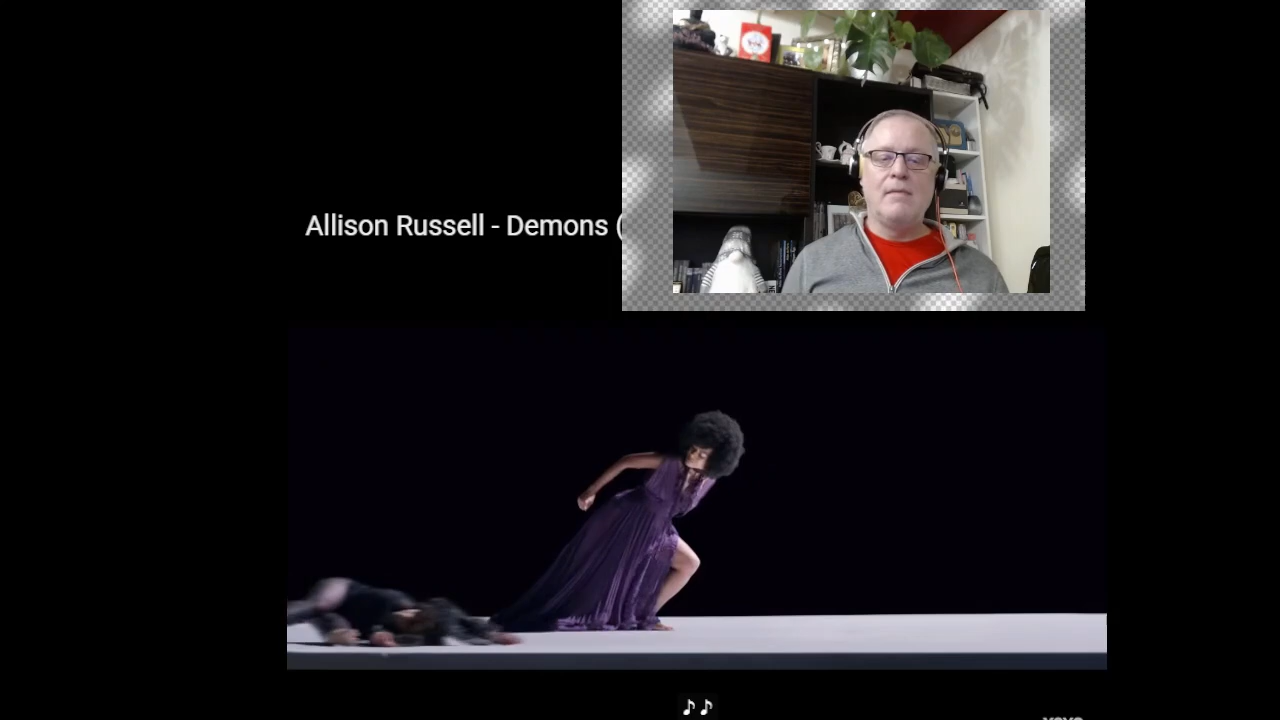 Allison Russell - Demons (
♪ ♪